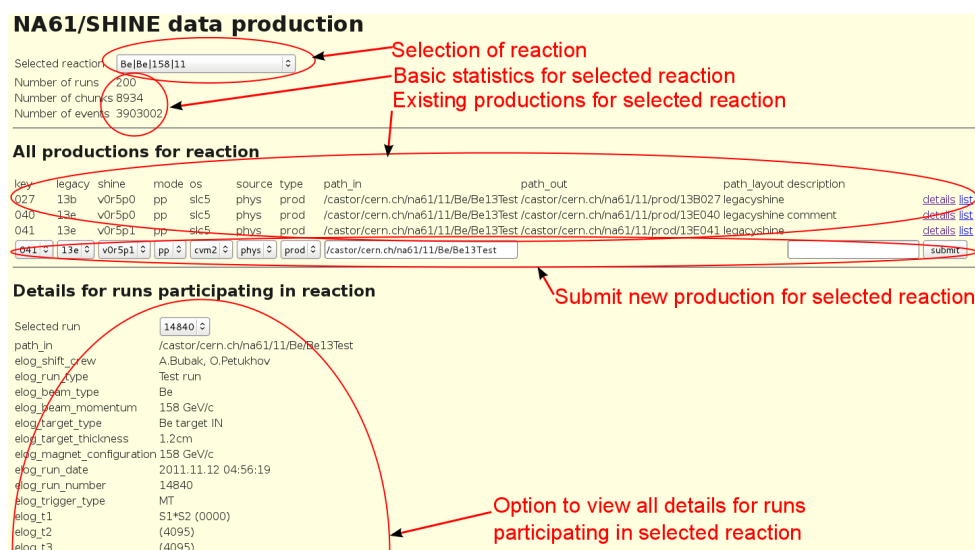 NA61/SHINE data production
Selected reaction Be|Be|158|11
Selection of reaction
Number of runs 200
Basic statistics for selected reaction
Number of chunks 8934
Existing productions for selected reaction
Number of events 3903002
All productions for reaction
key legacy shine mode os source type path_in path_out path_layout description
027 13b v0r5p0 pp slc5 phys prod /castor/cern.ch/na61/11/Be/Be13Test /castor/cern.ch/na61/11/prod/13B027 legacyshine details list
040 13e v0r5p0 pp slc5 phys prod /castor/cern.ch/na61/11/Be/Be13Test /castor/cern.ch/na61/11/prod/13E040 legacyshine comment details list
041 13e v0r5p1 pp slc5 phys prod /castor/cern.ch/na61/11/Be/Be13Test /castor/cern.ch/na61/11/prod/13E041 legacyshine details list
041 13e v0r5p1 pp cvm2 phys prod /castor/cern.ch/na61/11/Be/Be13Test submit
Submit new production for selected reaction
Details for runs participating in reaction
Selected run 14840
path_in /castor/cern.ch/na61/11/Be/Be13Test
elog_shift_crew A.Bubak, O.Petukhov
elog_run_type Test run
elog_beam_type Be
elog_beam_momentum 158 GeV/c
elog_target_type Be target IN
elog_target_thickness 1.2cm
elog_magnet_configuration 158 GeV/c
elog_run_date 2011.11.12 04:56:19
elog_run_number 14840
elog_trigger_type MT
elog_t1 S1*S2 (0000)
elog_t2 (4095)
elog_t3 (4095)
Option to view all details for runs
participating in selected reaction